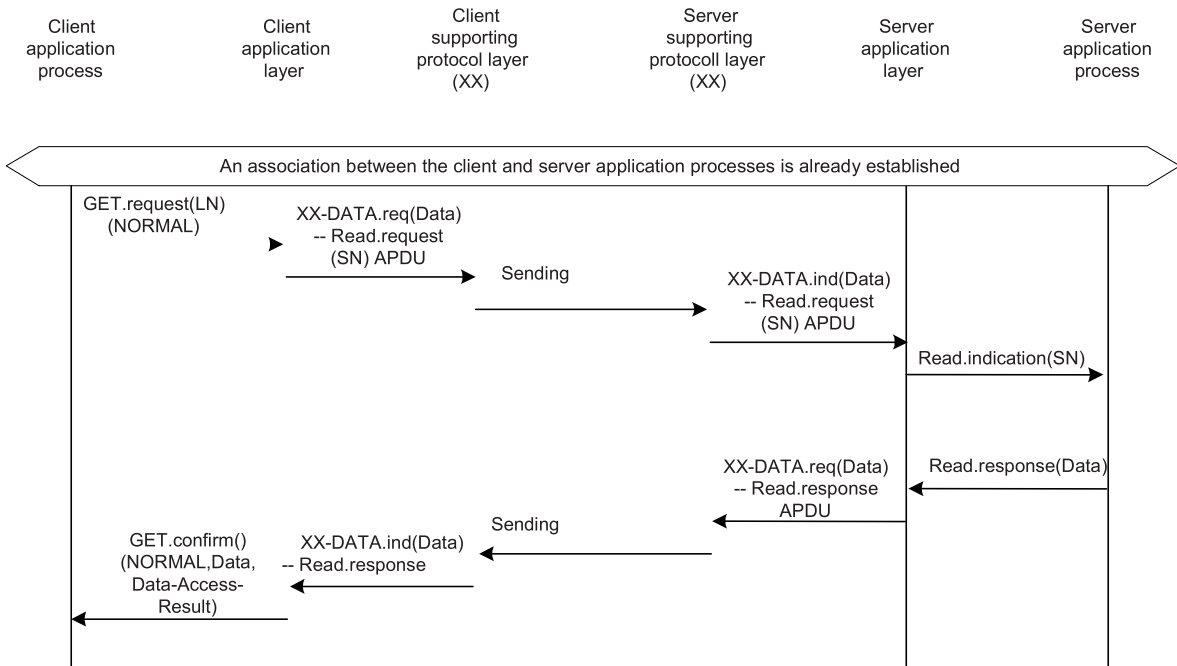 Client
application
process
Client
application
layer
Client
supporting
protocol layer
(XX)
Server
supporting
protocoll layer
(XX)
Server
application
layer
Server
application
process
An association between the client and server application processes is already established
GET.request(LN)
(NORMAL)
XX-DATA.req(Data)
-- Read.request
(SN) APDU
Sending
XX-DATA.ind(Data)
-- Read.request
(SN) APDU
Read.indication(SN)
Read.response(Data)
XX-DATA.req(Data)
-- Read.response
APDU
Sending
XX-DATA.ind(Data)
-- Read.response
GET.confirm()
(NORMAL,Data,
Data-Access-
Result)